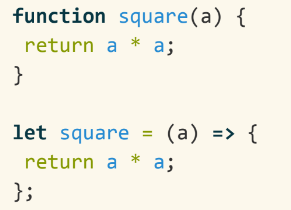 function square(a) {
 return a * a;
}

let square = (a) => {
 return a * a;
};